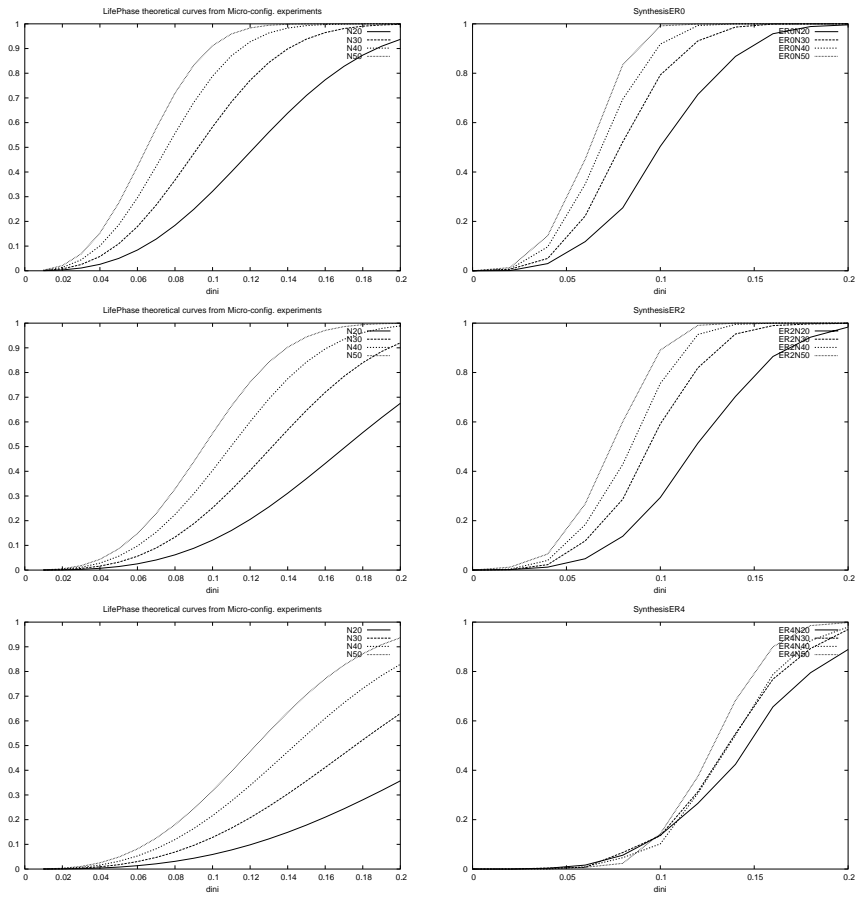 LifePhase theoretical curves from Micro-config. experiments
1
0.9
0.8
0.7
0.6
0.5
0.4
0.3
0.2
0.1
0
N20
N30
N40
N50
0 0.02 0.04 0.06 0.08 0.1 0.12 0.14 0.16 0.18 0.2
dini
SynthesisER0
1
0.8
0.6
0.4
0.2
0
ER0N20
ER0N30
ER0N40
ER0N50
0 0.05 0.1 0.15 0.2
dini
LifePhase theoretical curves from Micro-config. experiments
1
0.9
0.8
0.7
0.6
0.5
0.4
0.3
0.2
0.1
0
N20
N30
N40
N50
0 0.02 0.04 0.06 0.08 0.1 0.12 0.14 0.16 0.18 0.2
dini
SynthesisER2
1
0.8
0.6
0.4
0.2
0
ER2N20
ER2N30
ER2N40
ER2N50
0 0.05 0.1 0.15 0.2
dini
LifePhase theoretical curves from Micro-config. experiments
1
0.9
0.8
0.7
0.6
0.5
0.4
0.3
0.2
0.1
0
N20
N30
N40
N50
0 0.02 0.04 0.06 0.08 0.1 0.12 0.14 0.16 0.18 0.2
dini
SynthesisER4
1
0.8
0.6
0.4
0.2
0
ER4N20
ER4N30
ER4N40
ER4N50
0 0.05 0.1 0.15 0.2
dini